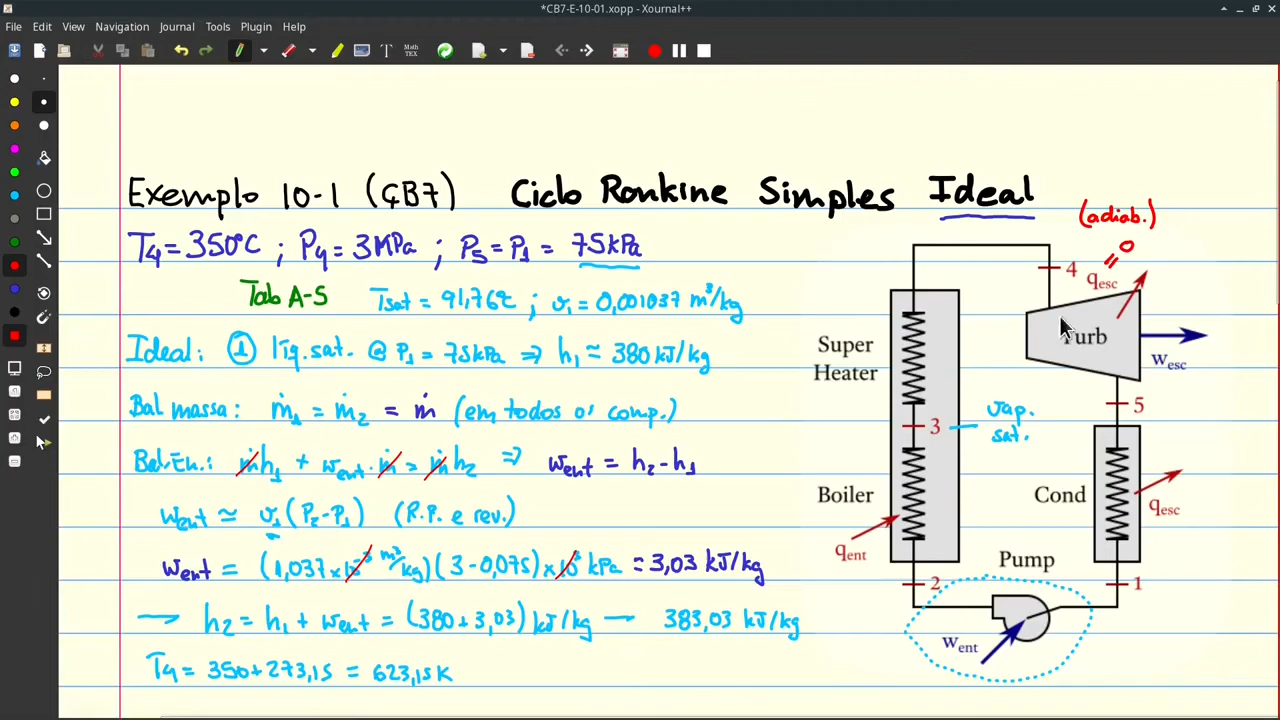 *CB7-E-10-01.xopp - Xournal++
File Edit View Navigation Journal Tools Plugin Help
Exemplo 10-1 (ÇB7) Ciclo Rankine Simples Ideal
T4 = 350°C ; P4 = 3 MPa ; P5 = P1 = 75 kPa
Tab A-5 Tsat = 91,76°C ; v1 = 0,001037 m³/kg
Ideal: ① líq. sat. @ P1 = 75 kPa ⇒ h1 ≈ 380 kJ/kg
Bal massa: ṁ1 = ṁ2 = ṁ (em todos os comp.)
Bal. En.: ṁh1 + went·ṁ = ṁh2 ⇒ went = h2 - h1
went ≈ v1 (P2 - P1) (R.P. e rev.)
went = (1,037 × 10⁻³ m³/kg)(3 - 0,075) × 10³ kPa = 3,03 kJ/kg
→ h2 = h1 + went = (380 + 3,03) kJ/kg — 383,03 kJ/kg
T4 = 350 + 273,15 = 623,15 K
(adiab.)
0
=
4
qesc
Super
Heater
Turb
wesc
5
3
vap.
sat.
Boiler
Cond
qent
qesc
Pump
2
1
went